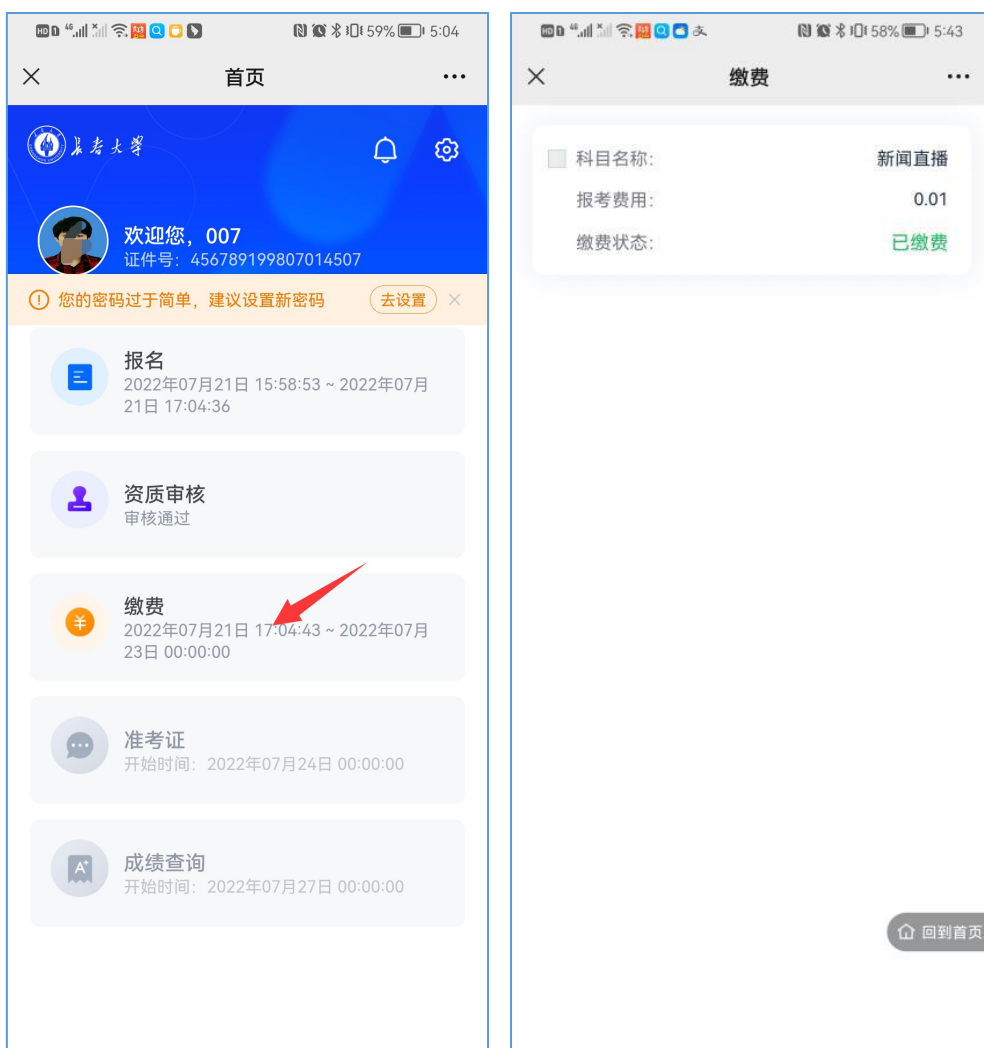 5:04
59%
首页
长春大学
欢迎您，007
证件号：456789199807014507
您的密码过于简单，建议设置新密码
去设置
报名
2022年07月21日 15:58:53 ~ 2022年07月
21日 17:04:36
资质审核
审核通过
缴费
2022年07月21日 17:04:43 ~ 2022年07月
23日 00:00:00
准考证
开始时间：2022年07月24日 00:00:00
成绩查询
开始时间：2022年07月27日 00:00:00
58%
5:43
缴费
科目名称:
新闻直播
报考费用:
0.01
缴费状态:
已缴费
回到首页